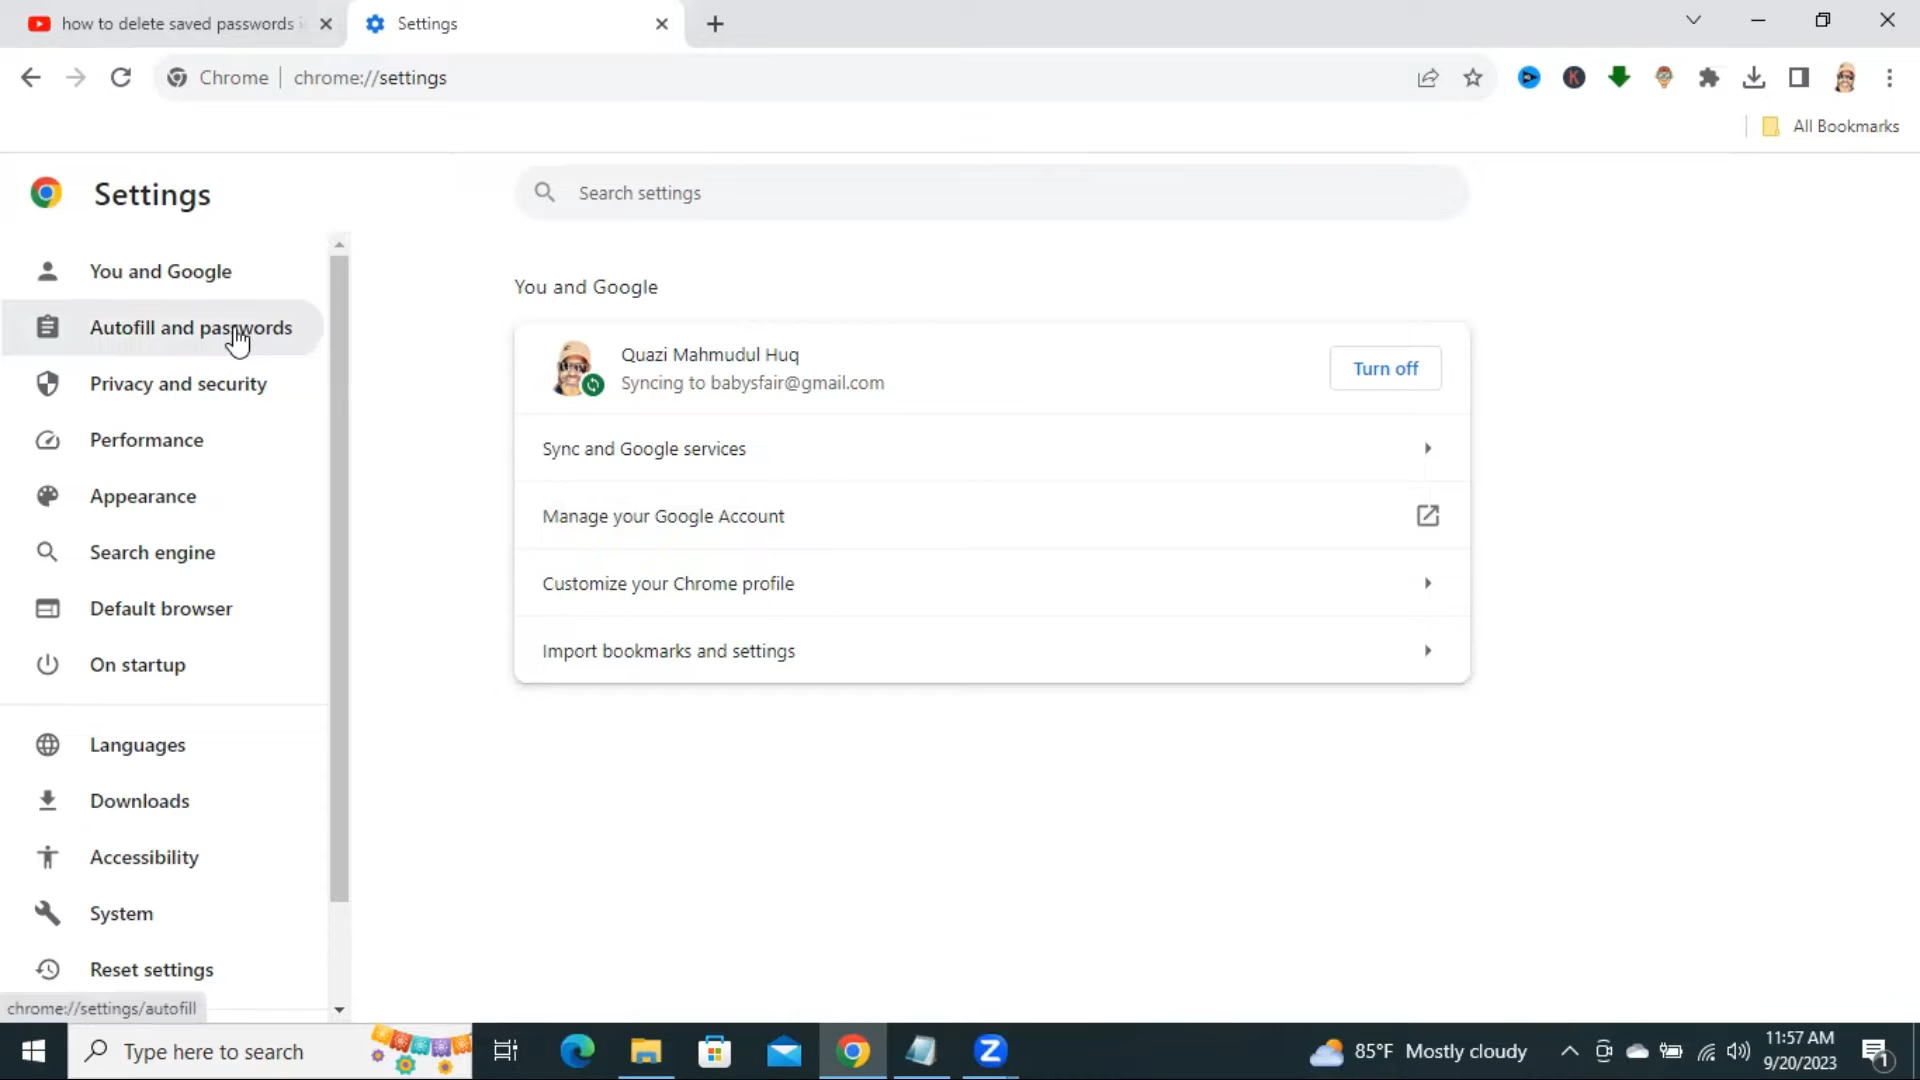 how to delete saved passwords i
Settings
Chrome
chrome://settings
K
All Bookmarks
Settings
Search settings
You and Google
Autofill and passwords
Privacy and security
Performance
Appearance
Search engine
Default browser
On startup
Languages
Downloads
Accessibility
System
Reset settings
You and Google
Quazi Mahmudul Huq
Syncing to babysfair@gmail.com
Turn off
Sync and Google services
Manage your Google Account
Customize your Chrome profile
Import bookmarks and settings
chrome://settings/autofill
Type here to search
Z
85°F Mostly cloudy
11:57 AM
9/20/2023
1